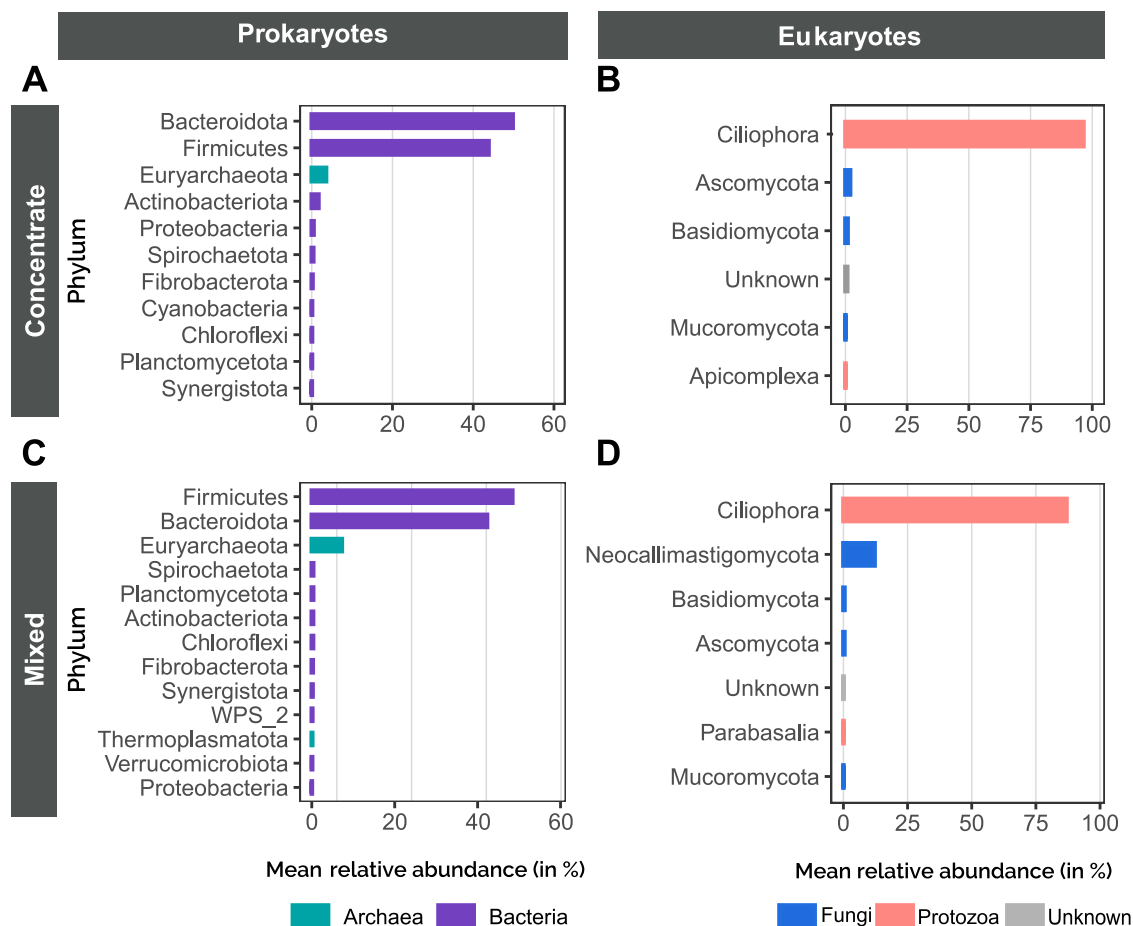 Prokaryotes
Eukaryotes
A
B
Concentrate
Phylum
Bacteroidota
Firmicutes
Euryarchaeota
Actinobacteriota
Proteobacteria
Spirochaetota
Fibrobacterota
Cyanobacteria
Chloroflexi
Planctomycetota
Synergistota
0 20 40 60
Ciliophora
Ascomycota
Basidiomycota
Unknown
Mucoromycota
Apicomplexa
0 25 50 75 100
C
D
Mixed
Phylum
Firmicutes
Bacteroidota
Euryarchaeota
Spirochaetota
Planctomycetota
Actinobacteriota
Chloroflexi
Fibrobacterota
Synergistota
WPS_2
Thermoplasmatota
Verrucomicrobiota
Proteobacteria
0 20 40 60
Mean relative abundance (in %)
Archaea Bacteria
Ciliophora
Neocallimastigomycota
Basidiomycota
Ascomycota
Unknown
Parabasalia
Mucoromycota
0 25 50 75 100
Mean relative abundance (in %)
Fungi Protozoa Unknown